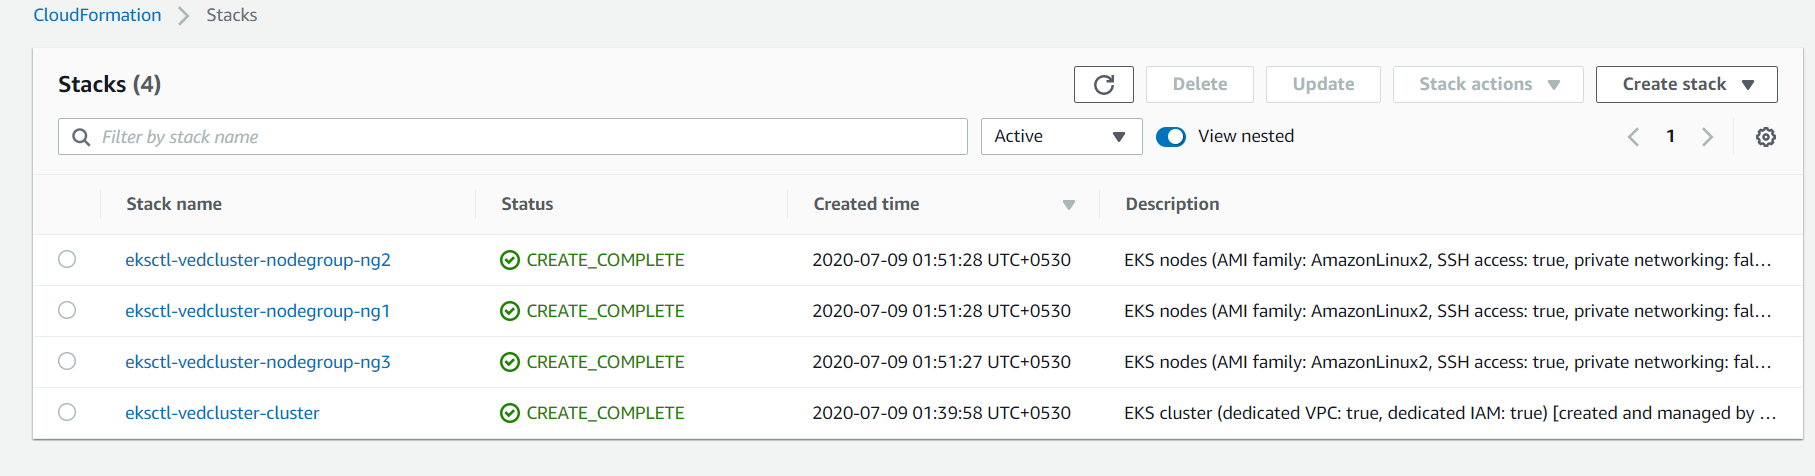 CloudFormation > Stacks
Stacks (4)
Delete
Update
Stack actions
Create stack
Filter by stack name
Active
View nested
1
Stack name Status Created time Description
eksctl-vedcluster-nodegroup-ng2 CREATE_COMPLETE 2020-07-09 01:51:28 UTC+0530 EKS nodes (AMI family: AmazonLinux2, SSH access: true, private networking: fal...
eksctl-vedcluster-nodegroup-ng1 CREATE_COMPLETE 2020-07-09 01:51:28 UTC+0530 EKS nodes (AMI family: AmazonLinux2, SSH access: true, private networking: fal...
eksctl-vedcluster-nodegroup-ng3 CREATE_COMPLETE 2020-07-09 01:51:27 UTC+0530 EKS nodes (AMI family: AmazonLinux2, SSH access: true, private networking: fal...
eksctl-vedcluster-cluster CREATE_COMPLETE 2020-07-09 01:39:58 UTC+0530 EKS cluster (dedicated VPC: true, dedicated IAM: true) [created and managed by ...